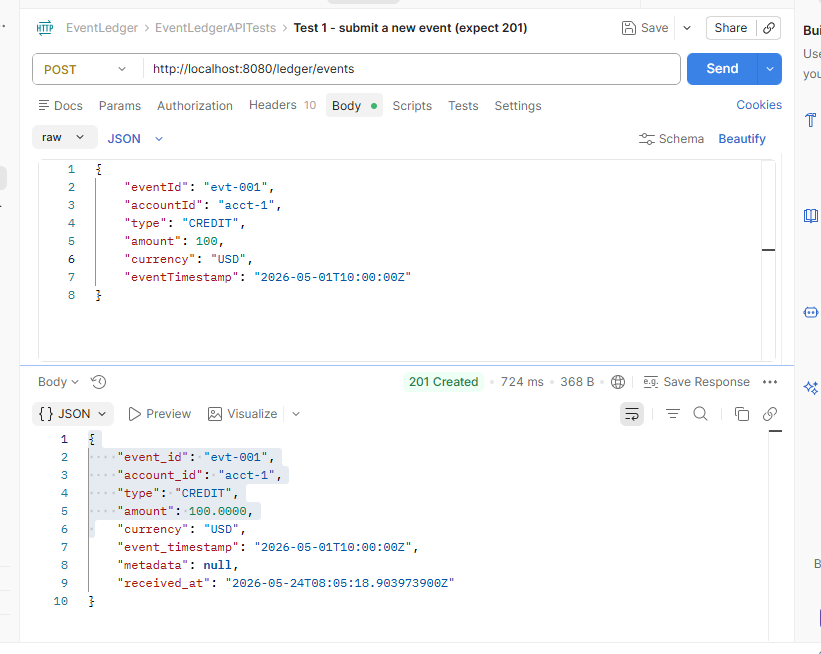 HTTP EventLedger > EventLedgerAPITests > Test 1 - submit a new event (expect 201) Save Share
Bui
POST http://localhost:8080/ledger/events Send
Use
you
Docs Params Authorization Headers 10 Body Scripts Tests Settings Cookies
raw JSON Schema Beautify
1 {
2 "eventId": "evt-001",
3 "accountId": "acct-1",
4 "type": "CREDIT",
5 "amount": 100,
6 "currency": "USD",
7 "eventTimestamp": "2026-05-01T10:00:00Z"
8 }
Body 201 Created • 724 ms • 368 B e.g. Save Response
{} JSON Preview Visualize
1 {
2 "event_id": "evt-001",
3 "account_id": "acct-1",
4 "type": "CREDIT",
5 "amount": 100.0000,
6 "currency": "USD",
7 "event_timestamp": "2026-05-01T10:00:00Z",
8 "metadata": null,
9 "received_at": "2026-05-24T08:05:18.903973900Z"
10 }
B